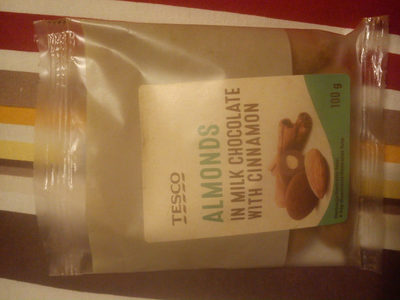 TESCO
ALMONDS
IN MILK CHOCOLATE
WITH CINNAMON
100 g